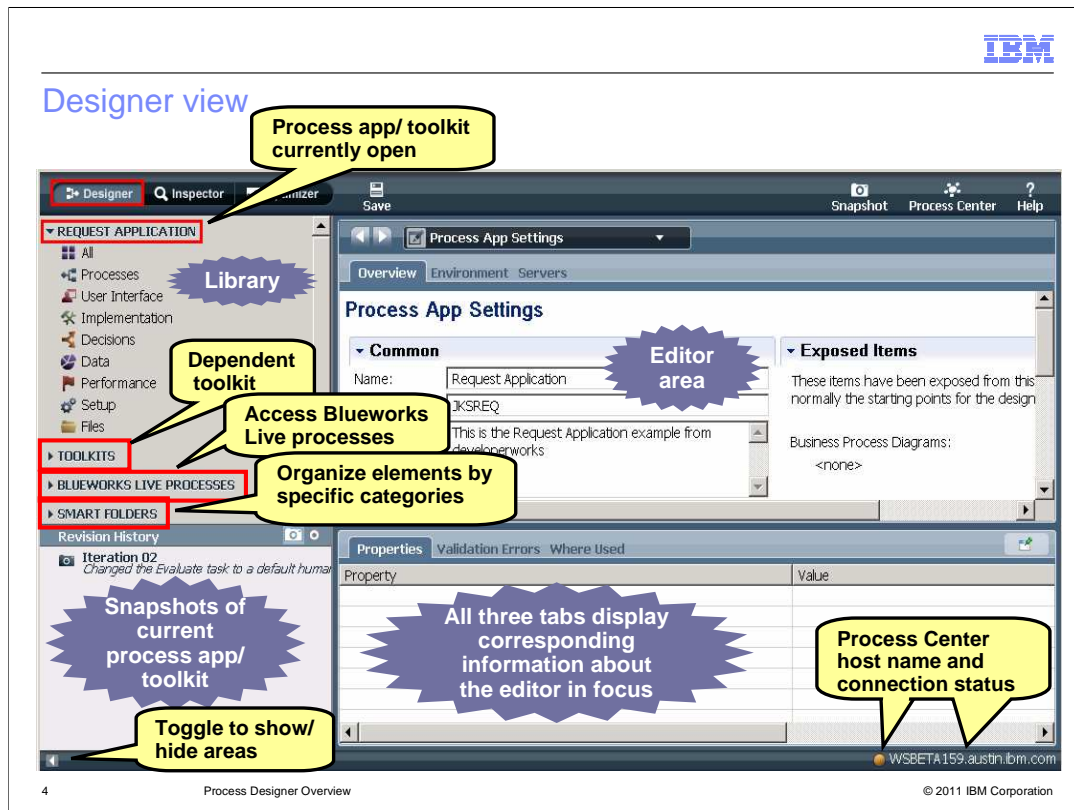 IBM
Designer view
Process app/ toolkit
currently open
Designer
Inspector
Save
Snapshot
Process Center
Help
REQUEST APPLICATION
All
Processes
User Interface
Implementation
Decisions
Data
Performance
Setup
Files
Library
Dependent
toolkit
Access Blueworks
Live processes
Organize elements by
specific categories
TOOLKITS
BLUEWORKS LIVE PROCESSES
SMART FOLDERS
Revision History
Iteration 02
Changed the Evaluate task to a default human
Snapshots of
current
process app/
toolkit
Toggle to show/
hide areas
Process App Settings
Overview Environment Servers
Process App Settings
Common
Name: Request Application
JKSREQ
This is the Request Application example from
developerworks
Editor
area
Exposed Items
These items have been exposed from this
normally the starting points for the design
Business Process Diagrams:
<none>
Properties Validation Errors Where Used
Property Value
All three tabs display
corresponding
information about
the editor in focus
Process Center
host name and
connection status
WSBETA159.austin.ibm.com
4 Process Designer Overview © 2011 IBM Corporation